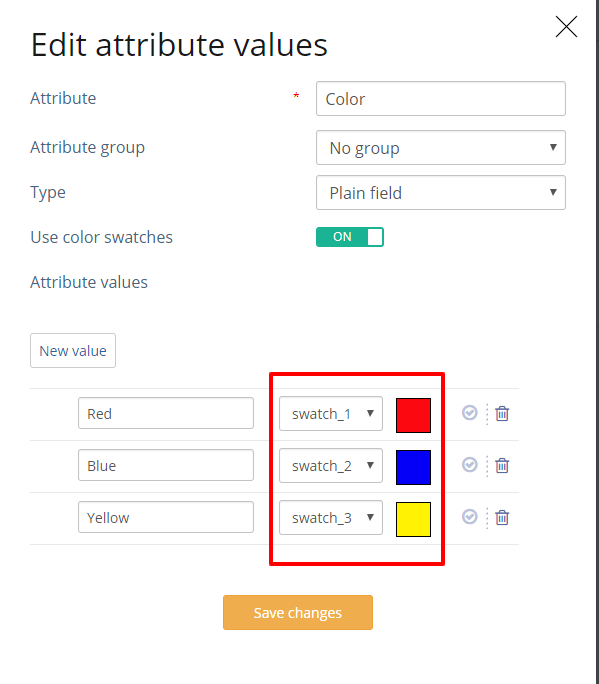 Edit attribute values
Attribute * Color
Attribute group No group
Type Plain field
Use color swatches ON
Attribute values
New value
Red swatch_1
Blue swatch_2
Yellow swatch_3
Save changes